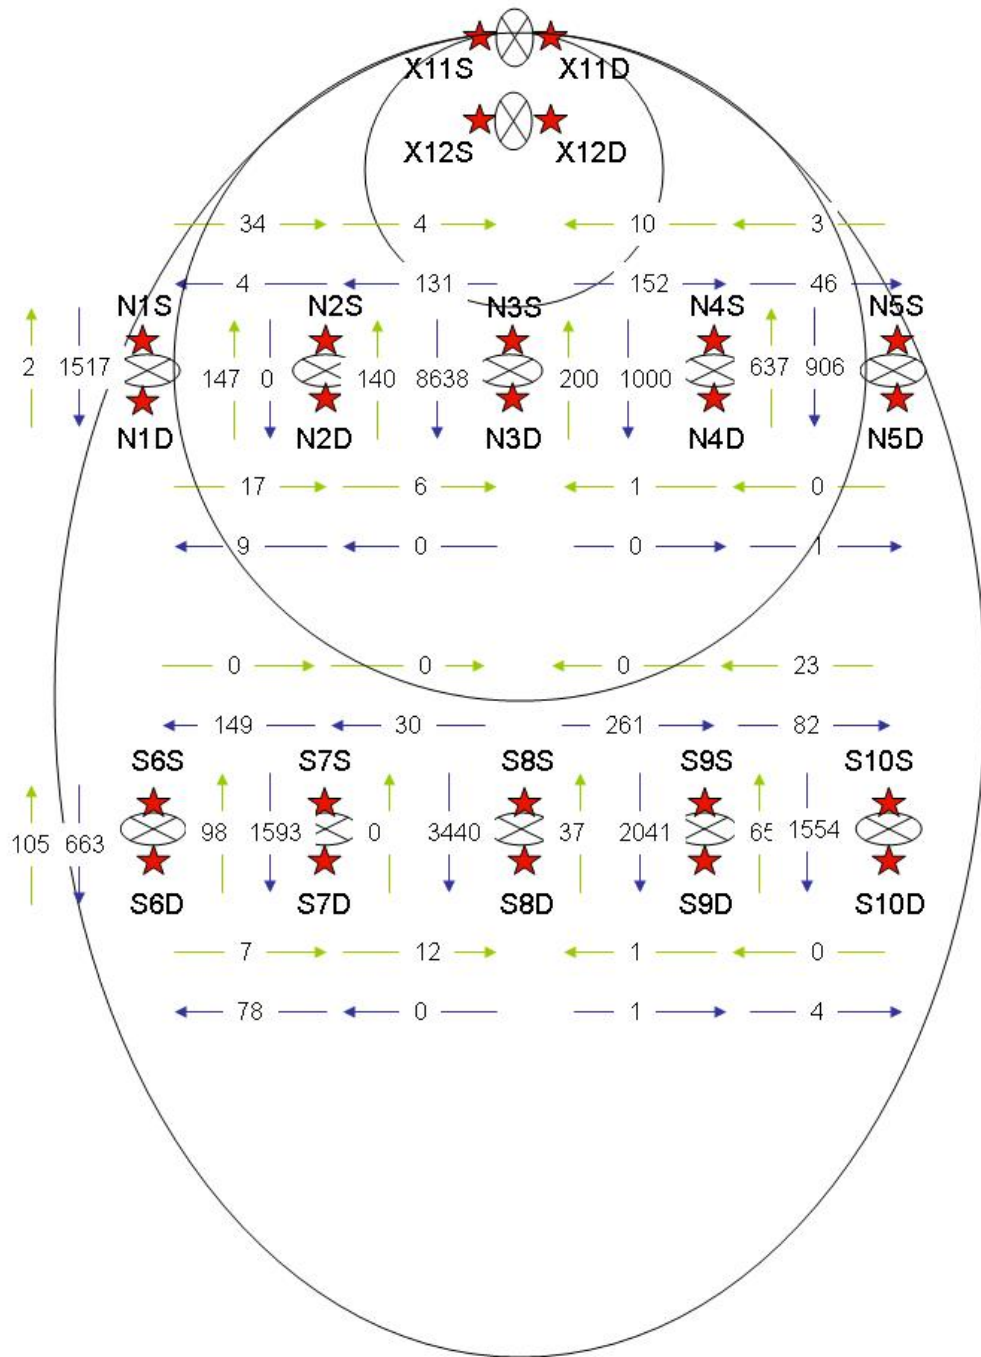 X11S X11D
X12S X12D
34 4 10 3
4 131 152 46
N1S N2S N3S N4S N5S
2 1517 147 0 140 8638 200 1000 637 906
N1D N2D N3D N4D N5D
17 6 1 0
9 0 0 1
0 0 0 23
149 30 261 82
S6S S7S S8S S9S S10S
105 663 98 1593 0 3440 37 2041 65 1554
S6D S7D S8D S9D S10D
7 12 1 0
78 0 1 4